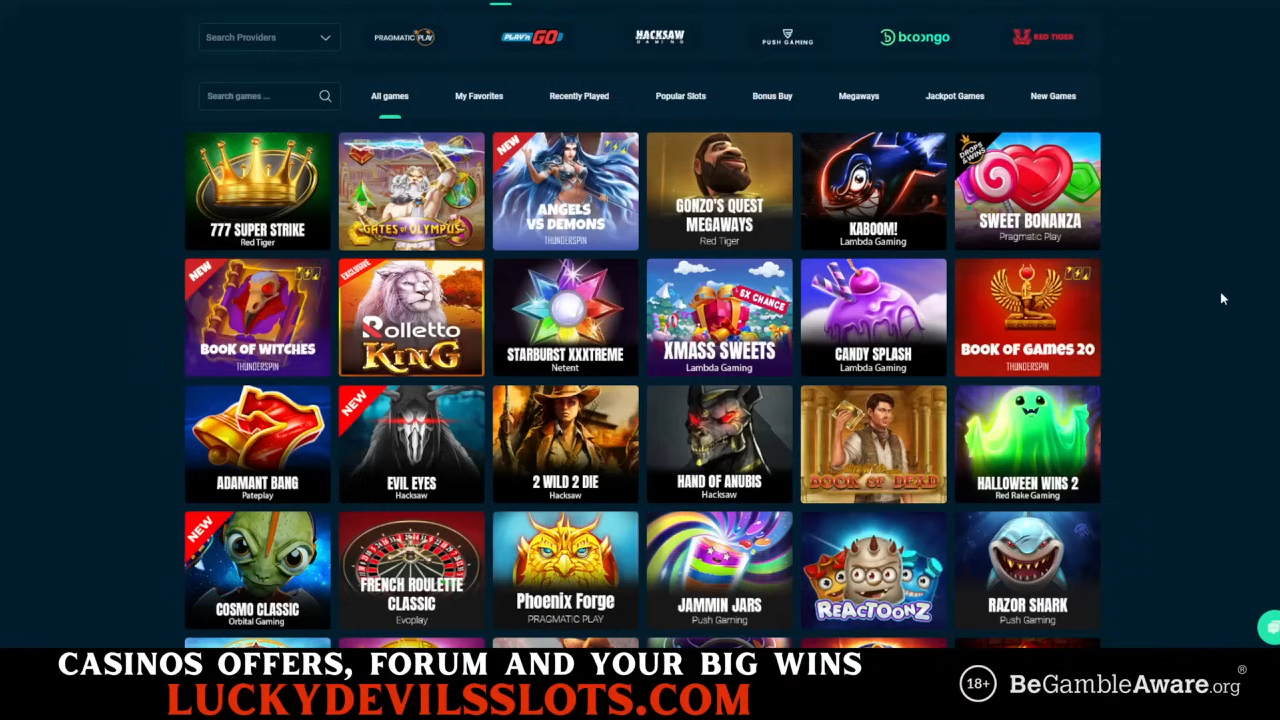 Search Providers
PRAGMATIC PLAY
PLAY'n GO
HACKSAW
GAMING
PUSH GAMING
booongo
RED TIGER
Search games ...
All games
My Favorites
Recently Played
Popular Slots
Bonus Buy
Megaways
Jackpot Games
New Games
777 SUPER STRIKE
Red Tiger
GATES OF OLYMPUS
NEW
ANGELS
VS DEMONS
THUNDERSPIN
GONZO'S QUEST
MEGAWAYS
Red Tiger
KABOOM!
Lambda Gaming
DROPS
& WINS
SWEET BONANZA
Pragmatic Play
NEW
BOOK OF WITCHES
THUNDERSPIN
EXCLUSIVE
Rolletto
KING
STARBURST XXXTREME
Netent
6X CHANCE
XMASS SWEETS
Lambda Gaming
CANDY SPLASH
Lambda Gaming
BOOK OF GAMES 20
THUNDERSPIN
ADAMANT BANG
Pateplay
NEW
EVIL EYES
Hacksaw
2 WILD 2 DIE
Hacksaw
HAND OF ANUBIS
Hacksaw
BOOK OF DEAD
HALLOWEEN WINS 2
Red Rake Gaming
NEW
COSMO CLASSIC
Orbital Gaming
FRENCH ROULETTE
CLASSIC
Evoplay
Phoenix Forge
PRAGMATIC PLAY
JAMMIN JARS
Push Gaming
REACTOONZ
RAZOR SHARK
Push Gaming
CASINOS OFFERS, FORUM AND YOUR BIG WINS
LUCKYDEVILSSLOTS.COM
18+
BeGambleAware.org®